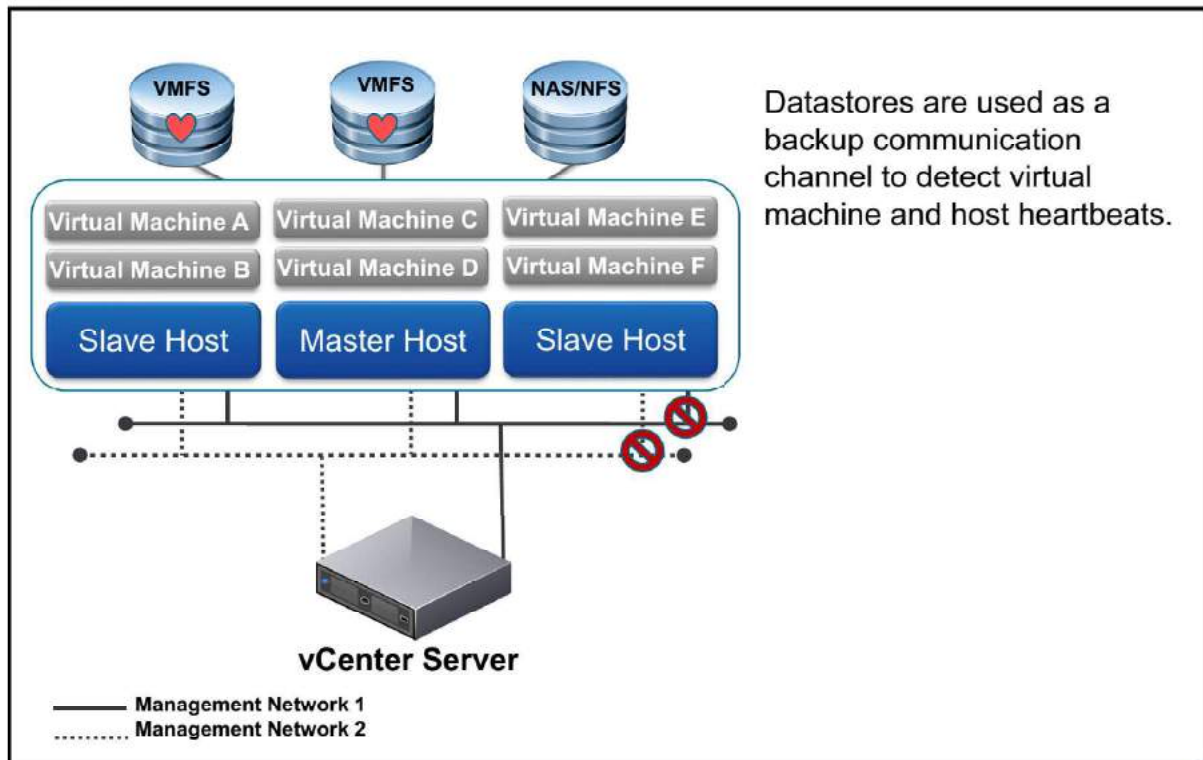 VMFS
VMFS
NAS/NFS
Datastores are used as a
backup communication
channel to detect virtual
machine and host heartbeats.
Virtual Machine A
Virtual Machine C
Virtual Machine E
Virtual Machine B
Virtual Machine D
Virtual Machine F
Slave Host
Master Host
Slave Host
vCenter Server
Management Network 1
Management Network 2